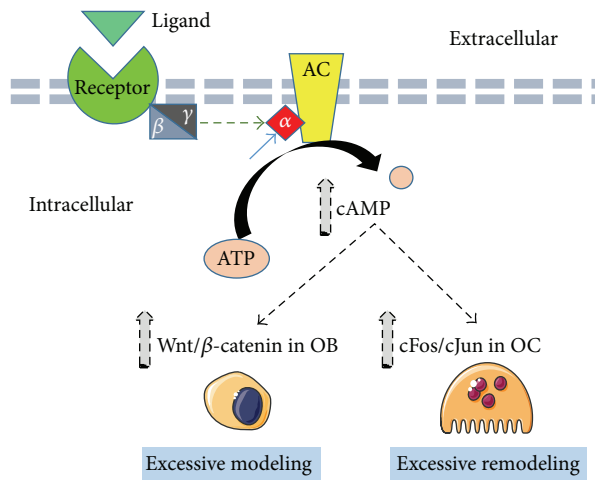 Ligand
Extracellular
Receptor
AC
β
γ
α
Intracellular
cAMP
ATP
Wnt/β-catenin in OB
cFos/cJun in OC
Excessive modeling
Excessive remodeling